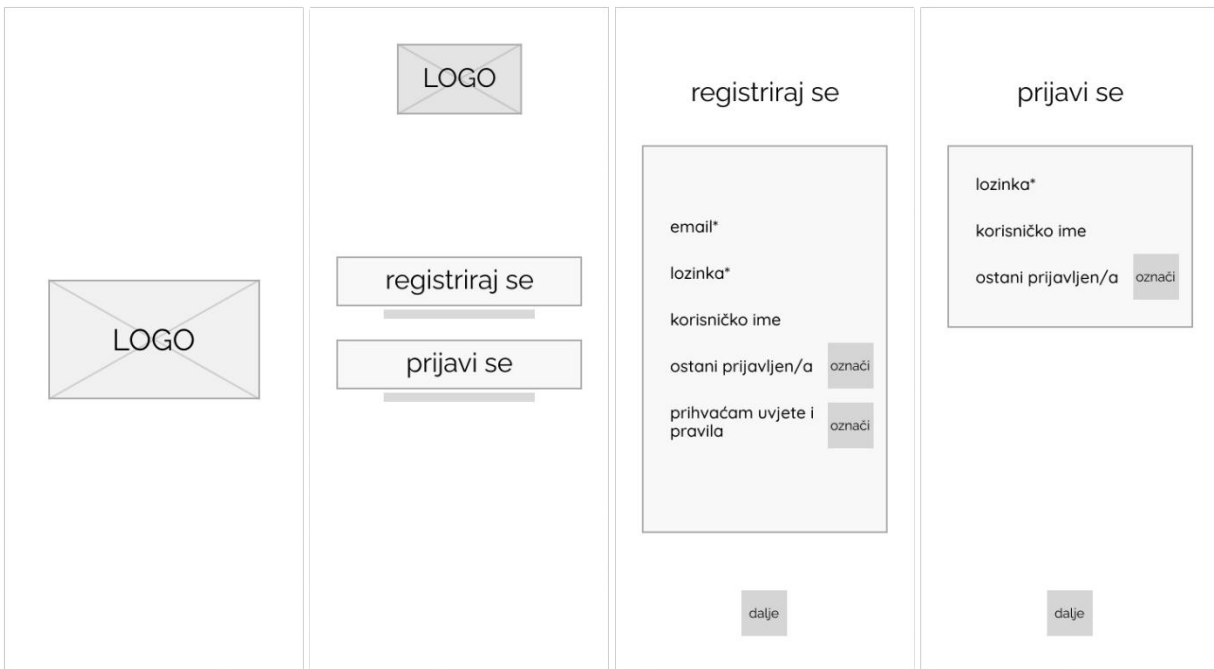 LOGO
LOGO
registriraj se
prijavi se
registriraj se
email*
lozinka*
korisničko ime
ostani prijavljen/a
označi
prihvaćam uvjete i
pravila
označi
dalje
prijavi se
lozinka*
korisničko ime
ostani prijavljen/a
označi
dalje